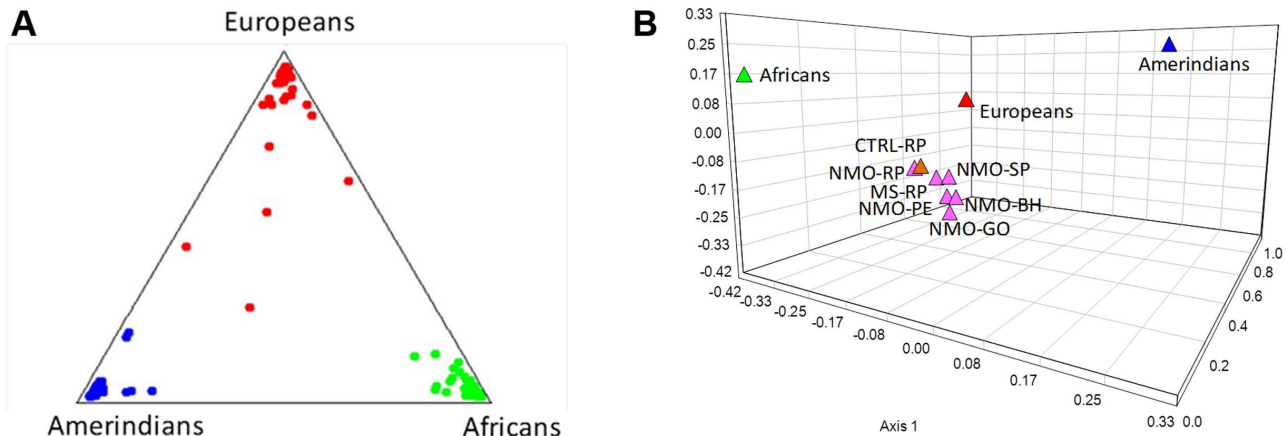 A
Europeans
Amerindians
Africans
B
0.33
0.25
0.17
0.08
0.00
-0.08
-0.17
-0.25
-0.33
-0.42
Africans
Amerindians
Europeans
CTRL-RP
NMO-RP
NMO-SP
MS-RP
NMO-PE
NMO-BH
NMO-GO
-0.42
-0.33
-0.25
-0.17
-0.08
0.00
0.08
0.17
0.25
0.33
0.0
0.2
0.4
0.6
0.8
1.0
Axis 1